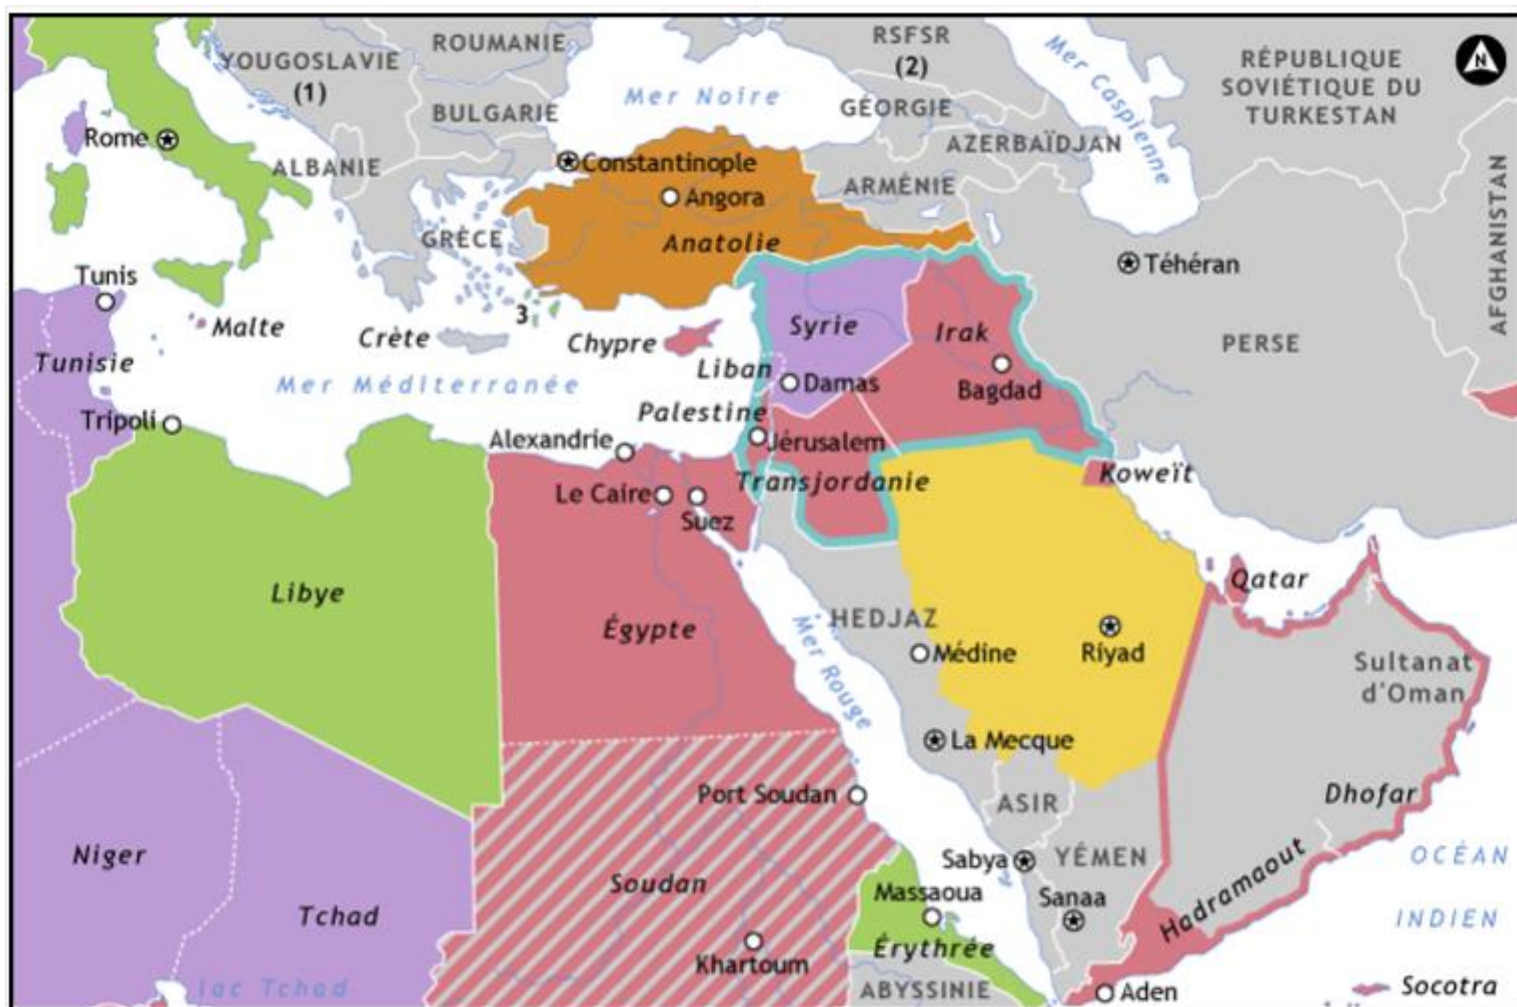 YOUGOSLAVIE
(1)
ROUMANIE
RSFSR
(2)
Mer Caspienne
RÉPUBLIQUE
SOVIÉTIQUE DU
TURKESTAN
N
BULGARIE
Mer Noire
GÉORGIE
AZERBAÏDJAN
Rome
ALBANIE
Constantinople
ARMÉNIE
AFGHANISTAN
Angora
GRÈCE
Anatolie
Téhéran
Tunis
3
Malte
Crète
Chypre
Syrie
Irak
PERSE
Tunisie
Mer Méditerranée
Liban
Damas
Bagdad
Palestine
Tripoli
Alexandrie
Jérusalem
Transjordanie
Koweït
Le Caire
Suez
Libye
Égypte
Mer Rouge
HEDJAZ
Médine
Riyad
Qatar
Sultanat
d'Oman
La Mecque
Port Soudan
ASIR
Dhofar
Niger
Soudan
Sabya
YÉMEN
OCÉAN
INDIEN
Tchad
Massaoua
Sanaa
Hadramaout
Érythrée
Khartoum
lac Tchad
ABYSSINIE
Aden
Socotra